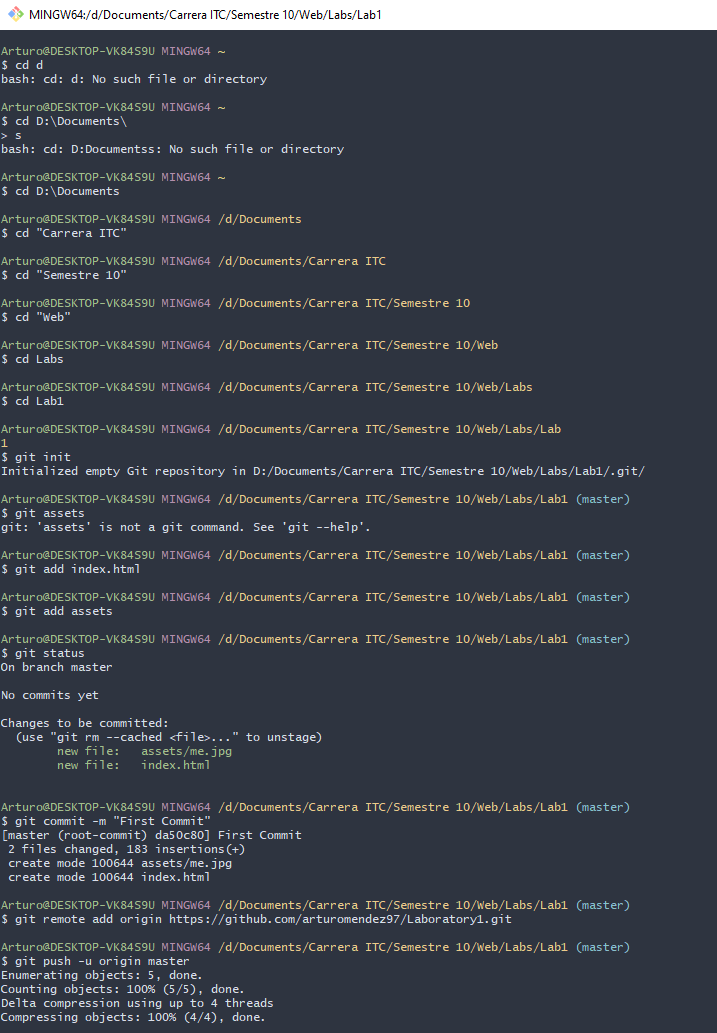 MINGW64:/d/Documents/Carrera ITC/Semestre 10/Web/Labs/Lab1
Arturo@DESKTOP-VK84S9U MINGW64 ~
$ cd d
bash: cd: d: No such file or directory
Arturo@DESKTOP-VK84S9U MINGW64 ~
$ cd D:\Documents\
> s
bash: cd: D:Documentss: No such file or directory
Arturo@DESKTOP-VK84S9U MINGW64 ~
$ cd D:\Documents
Arturo@DESKTOP-VK84S9U MINGW64 /d/Documents
$ cd "Carrera ITC"
Arturo@DESKTOP-VK84S9U MINGW64 /d/Documents/Carrera ITC
$ cd "Semestre 10"
Arturo@DESKTOP-VK84S9U MINGW64 /d/Documents/Carrera ITC/Semestre 10
$ cd "Web"
Arturo@DESKTOP-VK84S9U MINGW64 /d/Documents/Carrera ITC/Semestre 10/Web
$ cd Labs
Arturo@DESKTOP-VK84S9U MINGW64 /d/Documents/Carrera ITC/Semestre 10/Web/Labs
$ cd Lab1
Arturo@DESKTOP-VK84S9U MINGW64 /d/Documents/Carrera ITC/Semestre 10/Web/Labs/Lab
1
$ git init
Initialized empty Git repository in D:/Documents/Carrera ITC/Semestre 10/Web/Labs/Lab1/.git/
Arturo@DESKTOP-VK84S9U MINGW64 /d/Documents/Carrera ITC/Semestre 10/Web/Labs/Lab1 (master)
$ git assets
git: 'assets' is not a git command. See 'git --help'.
Arturo@DESKTOP-VK84S9U MINGW64 /d/Documents/Carrera ITC/Semestre 10/Web/Labs/Lab1 (master)
$ git add index.html
Arturo@DESKTOP-VK84S9U MINGW64 /d/Documents/Carrera ITC/Semestre 10/Web/Labs/Lab1 (master)
$ git add assets
Arturo@DESKTOP-VK84S9U MINGW64 /d/Documents/Carrera ITC/Semestre 10/Web/Labs/Lab1 (master)
$ git status
On branch master
No commits yet
Changes to be committed:
(use "git rm --cached <file>..." to unstage)
new file: assets/me.jpg
new file: index.html
Arturo@DESKTOP-VK84S9U MINGW64 /d/Documents/Carrera ITC/Semestre 10/Web/Labs/Lab1 (master)
$ git commit -m "First Commit"
[master (root-commit) da50c80] First Commit
2 files changed, 183 insertions(+)
create mode 100644 assets/me.jpg
create mode 100644 index.html
Arturo@DESKTOP-VK84S9U MINGW64 /d/Documents/Carrera ITC/Semestre 10/Web/Labs/Lab1 (master)
$ git remote add origin https://github.com/arturomendez97/Laboratory1.git
Arturo@DESKTOP-VK84S9U MINGW64 /d/Documents/Carrera ITC/Semestre 10/Web/Labs/Lab1 (master)
$ git push -u origin master
Enumerating objects: 5, done.
Counting objects: 100% (5/5), done.
Delta compression using up to 4 threads
Compressing objects: 100% (4/4), done.